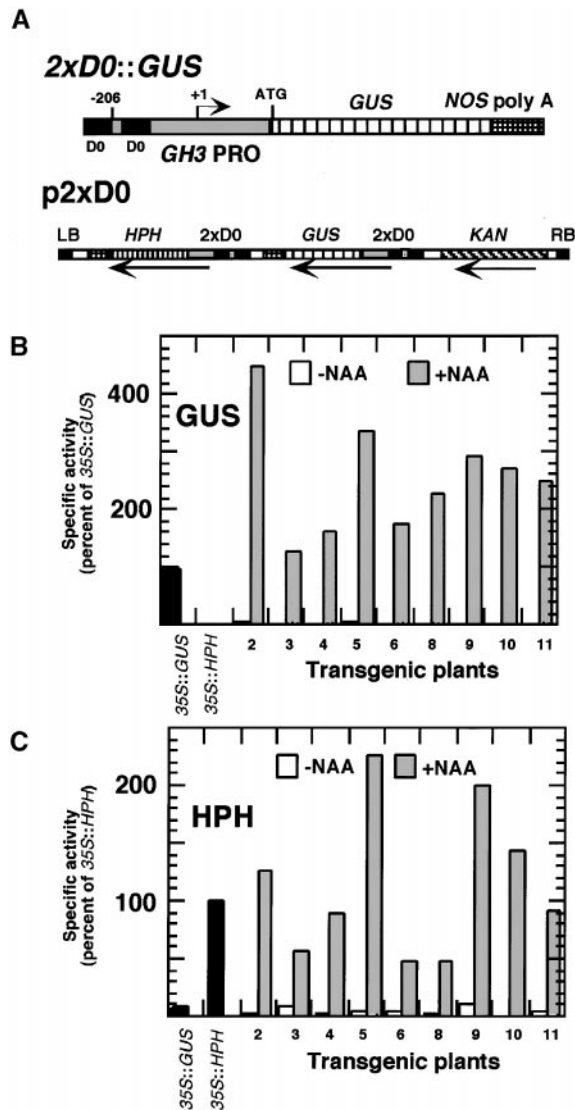 A
2xD0::GUS
-206 +1 ATG GUS NOS poly A
D0 D0 GH3 PRO
p2xD0
LB HPH 2xD0 GUS 2xD0 KAN RB
B
GUS
-NAA +NAA
Specific activity
(percent of 35S::GUS)
400
200
35S::GUS 35S::HPH 2 3 4 5 6 8 9 10 11
Transgenic plants
C
HPH
-NAA +NAA
Specific activity
(percent of 35S::HPH)
200
100
35S::GUS 35S::HPH 2 3 4 5 6 8 9 10 11
Transgenic plants